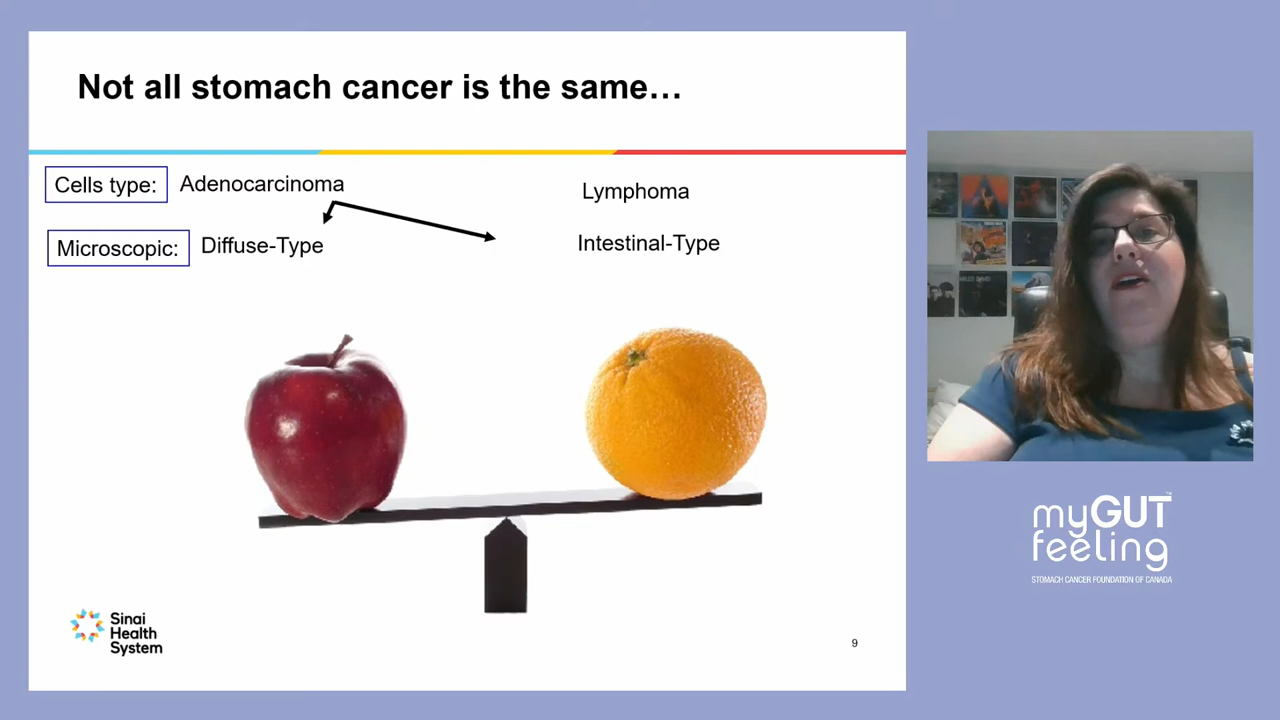 Not all stomach cancer is the same…
Cells type: Adenocarcinoma Lymphoma
Microscopic: Diffuse-Type Intestinal-Type
Sinai
Health
System
9
myGUT™
feeling
STOMACH CANCER FOUNDATION OF CANADA